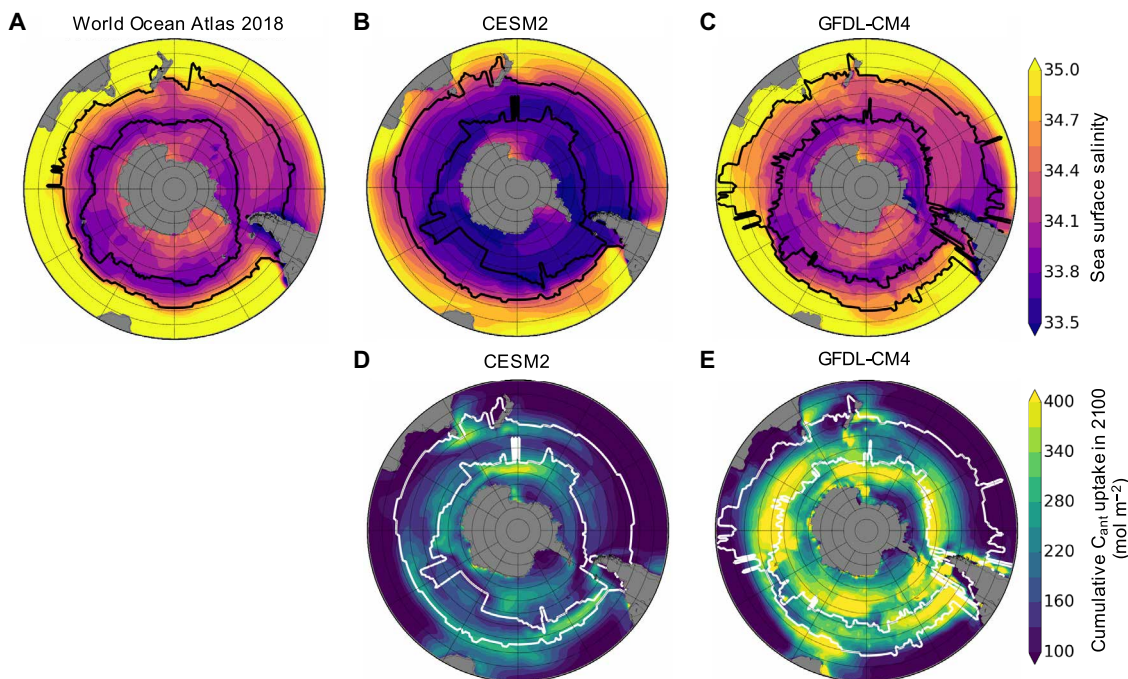 A
World Ocean Atlas 2018
B
CESM2
C
GFDL-CM4
35.0
34.7
34.4
34.1
33.8
33.5
Sea surface salinity
D
CESM2
E
GFDL-CM4
400
340
280
220
160
100
Cumulative Cant uptake in 2100
(mol m−2)